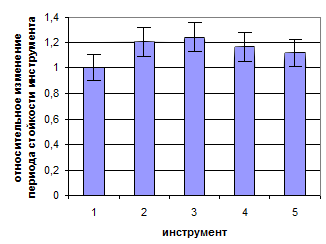 относительное изменение
периода стойкости инструмента
1,4
1,2
1
0,8
0,6
0,4
0,2
0
1 2 3 4 5
инструмент